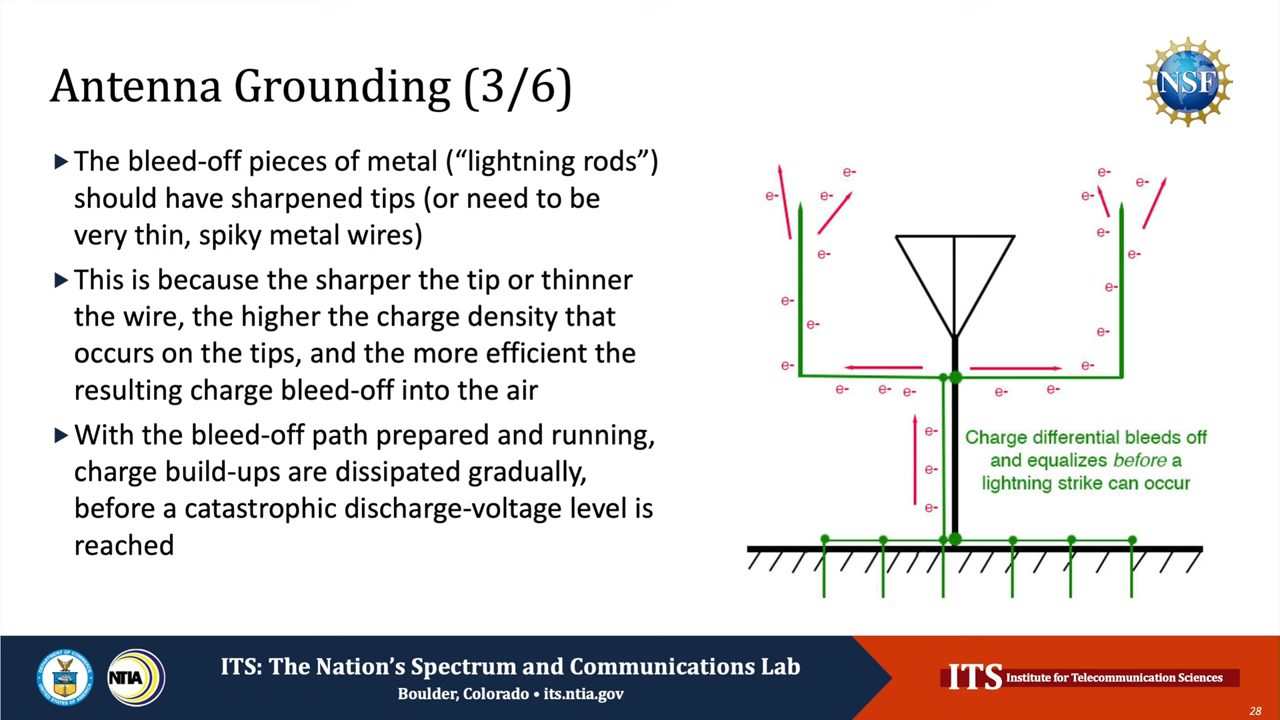 Antenna Grounding (3/6)
NSF
The bleed-off pieces of metal (“lightning rods”)
should have sharpened tips (or need to be
very thin, spiky metal wires)
This is because the sharper the tip or thinner
the wire, the higher the charge density that
occurs on the tips, and the more efficient the
resulting charge bleed-off into the air
With the bleed-off path prepared and running,
charge build-ups are dissipated gradually,
before a catastrophic discharge-voltage level is
reached
e- e-
e- e- e- e-
e-
e- e-
e- e-
e- e-
e- e-
e- e-
e- e- e- e- e-
e-
e-
e-
Charge differential bleeds off
and equalizes before a
lightning strike can occur
NTIA
ITS: The Nation’s Spectrum and Communications Lab
Boulder, Colorado • its.ntia.gov
ITS Institute for Telecommunication Sciences
28